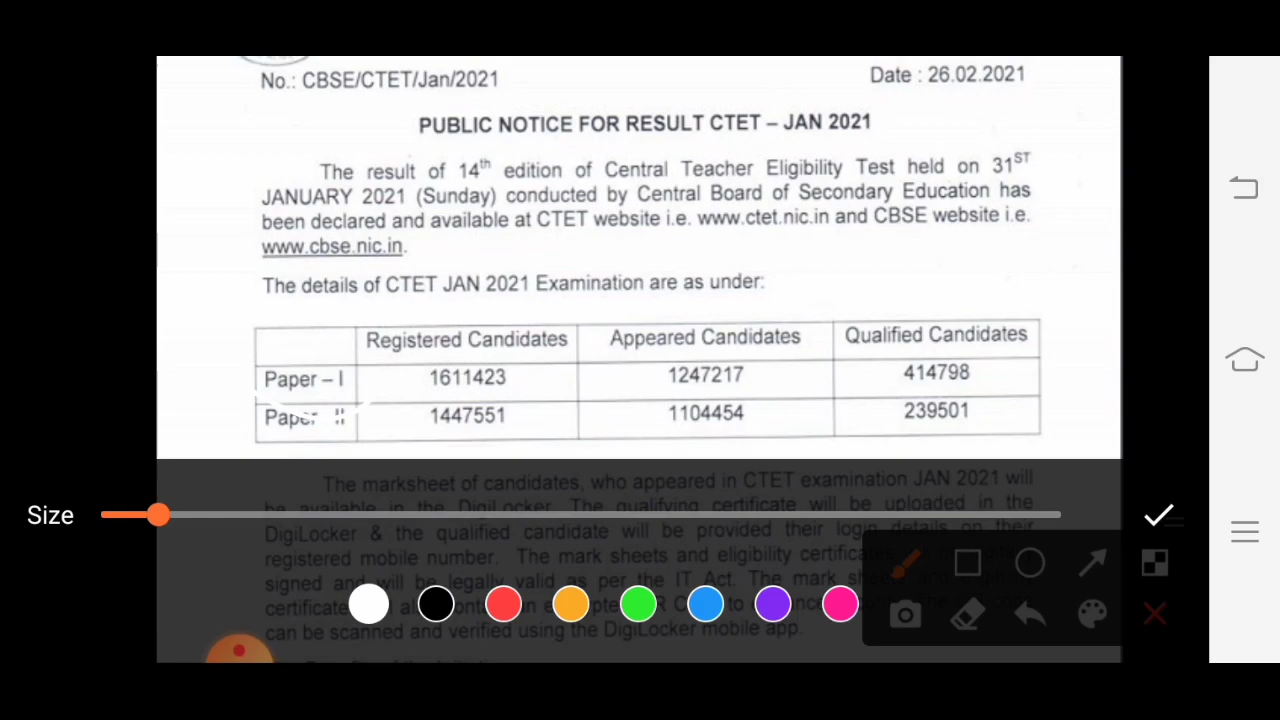 No.: CBSE/CTET/Jan/2021 Date : 26.02.2021
PUBLIC NOTICE FOR RESULT CTET – JAN 2021
The result of 14th edition of Central Teacher Eligibility Test held on 31ST
JANUARY 2021 (Sunday) conducted by Central Board of Secondary Education has
been declared and available at CTET website i.e. www.ctet.nic.in and CBSE website i.e.
www.cbse.nic.in.
The details of CTET JAN 2021 Examination are as under:
Registered Candidates Appeared Candidates Qualified Candidates
Paper – I 1611423 1247217 414798
Paper II 1447551 1104454 239501
The marksheet of candidates, who appeared in CTET examination JAN 2021 will
be available in the DigiLocker. The qualifying certificate will be uploaded in the
Size
DigiLocker & the qualified candidate will be provided their login details on their
registered mobile number. The mark sheets and eligibility
signed and will be legally valid as per the IT Act. The mark
can be scanned and verified using the DigiLocker mobile app.